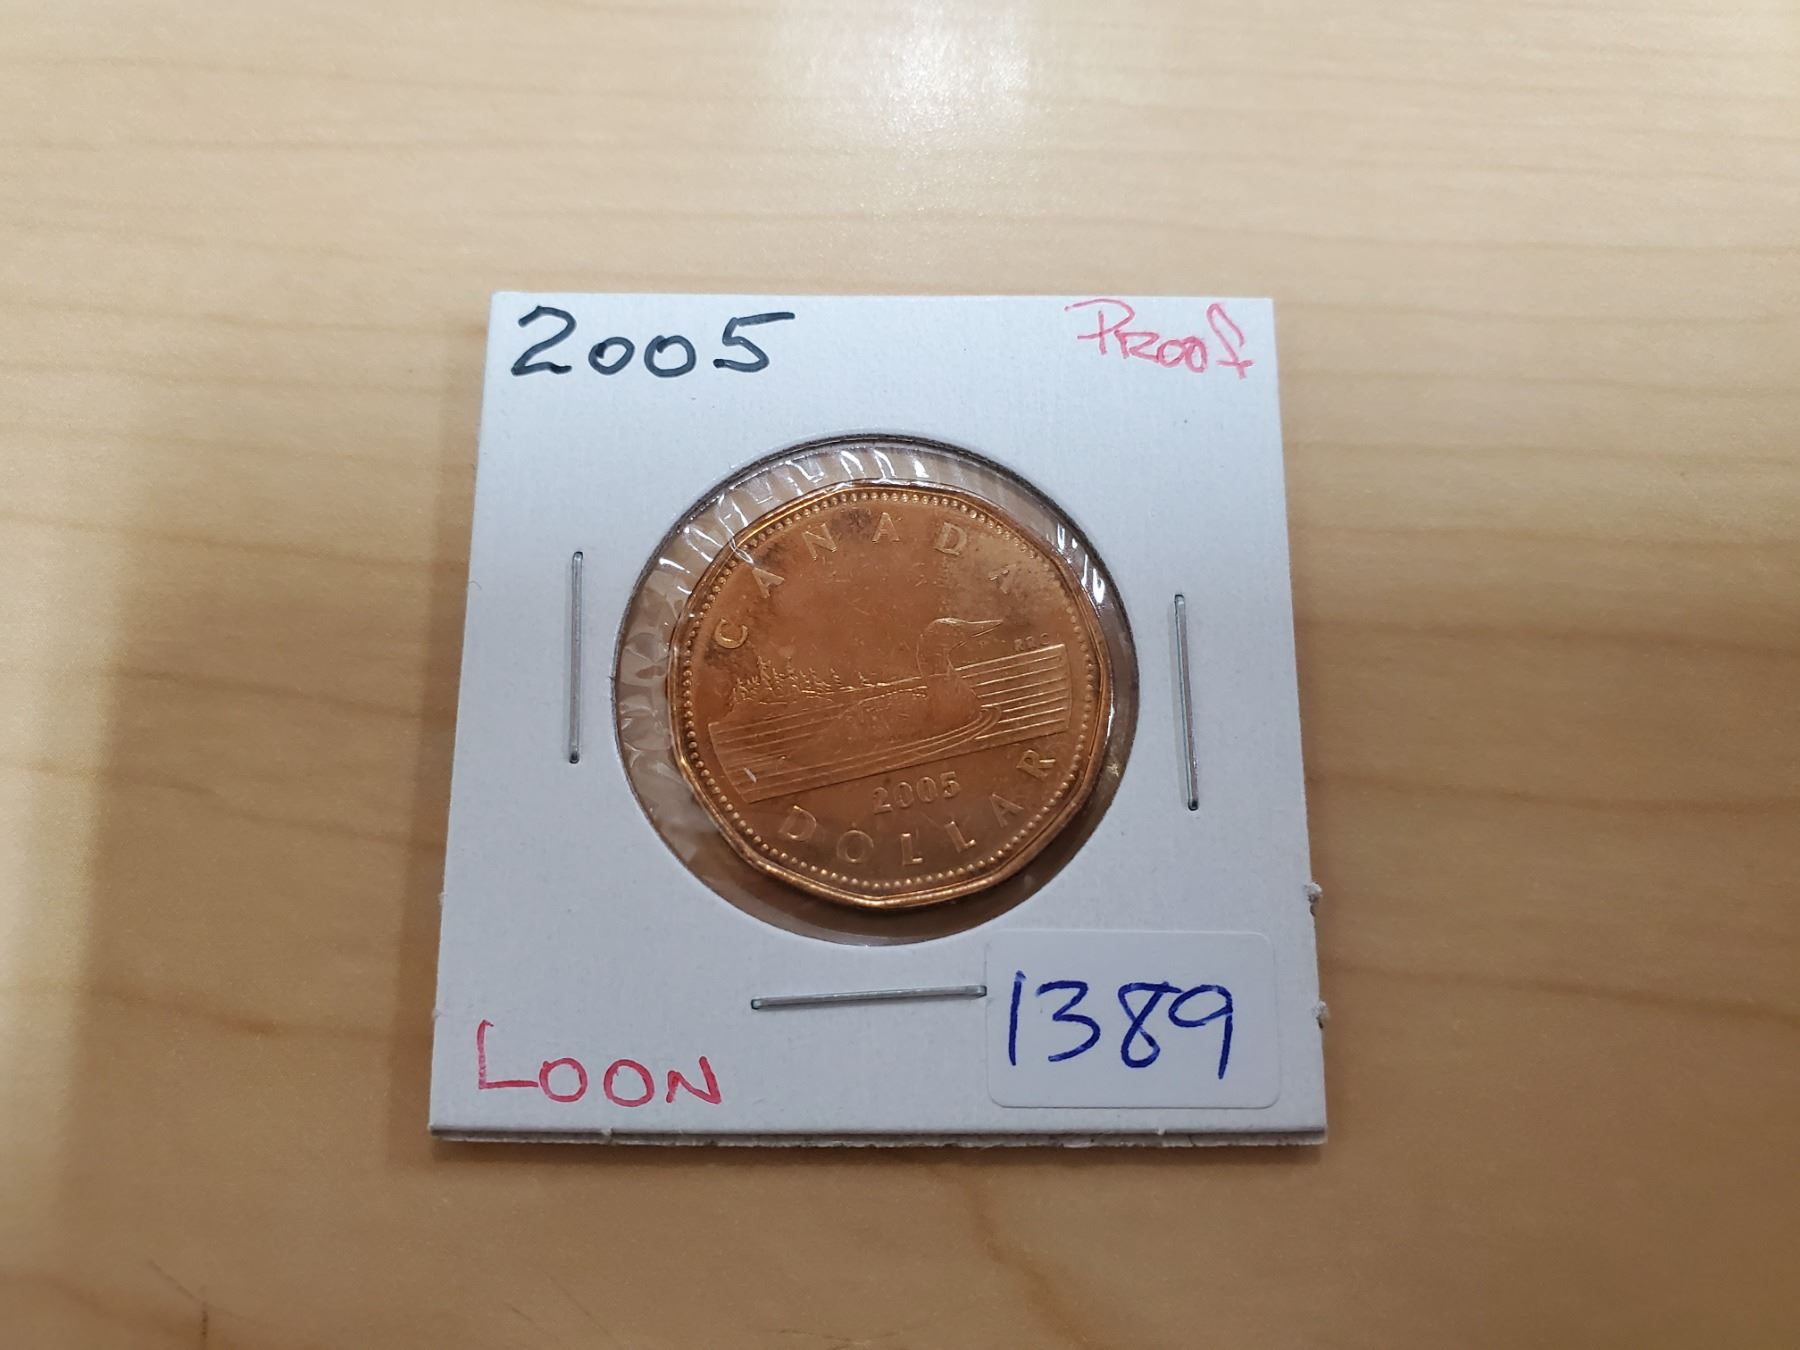 2005 Proof
CANADA
RRC
2005
DOLLAR
LOON
1389